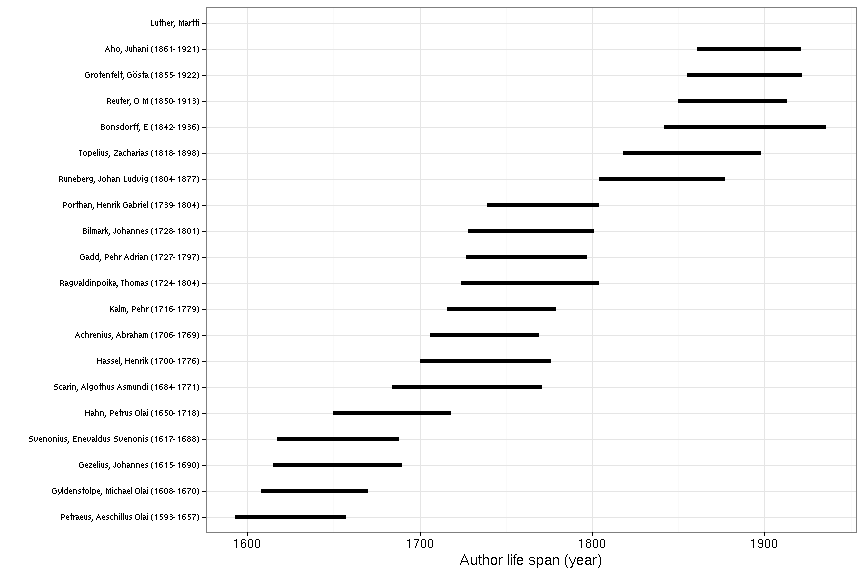 Luther, Martti
Aho, Juhani (1861-1921)
Grotenfelt, Gösta (1855-1922)
Reuter, O M (1850-1913)
Bonsdorff, E (1842-1936)
Topelius, Zacharias (1818-1898)
Runeberg, Johan Ludvig (1804-1877)
Porthan, Henrik Gabriel (1739-1804)
Bilmark, Johannes (1728-1801)
Gadd, Pehr Adrian (1727-1797)
Ragvaldinpoika, Thomas (1724-1804)
Kalm, Pehr (1716-1779)
Achrenius, Abraham (1706-1769)
Hassel, Henrik (1700-1776)
Scarin, Algothus Asmundi (1684-1771)
Hahn, Petrus Olai (1650-1718)
Svenonius, Enevaldus Svenonis (1617-1688)
Gezelius, Johannes (1615-1690)
Gyldenstolpe, Michael Olai (1608-1670)
Petraeus, Aeschillus Olai (1593-1657)
1600 1700 1800 1900
Author life span (year)